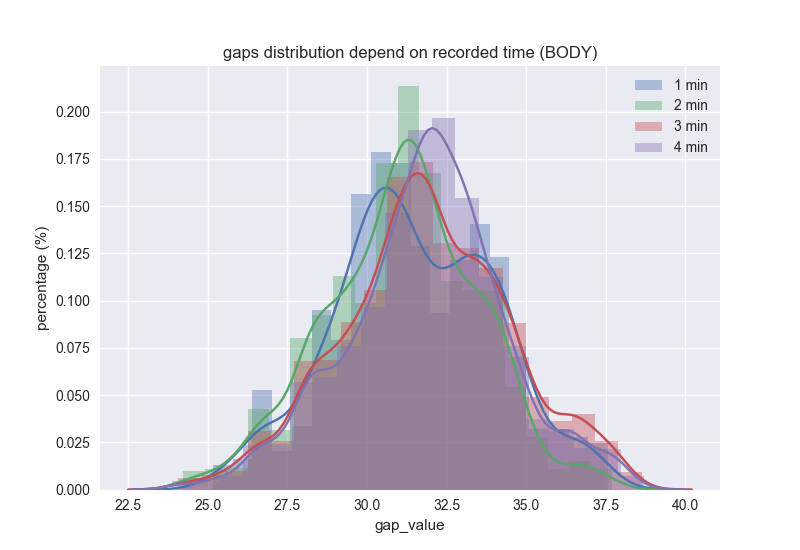 gaps distribution depend on recorded time (BODY)
1 min
2 min
3 min
4 min
percentage (%)
0.200
0.175
0.150
0.125
0.100
0.075
0.050
0.025
0.000
22.5 25.0 27.5 30.0 32.5 35.0 37.5 40.0
gap_value